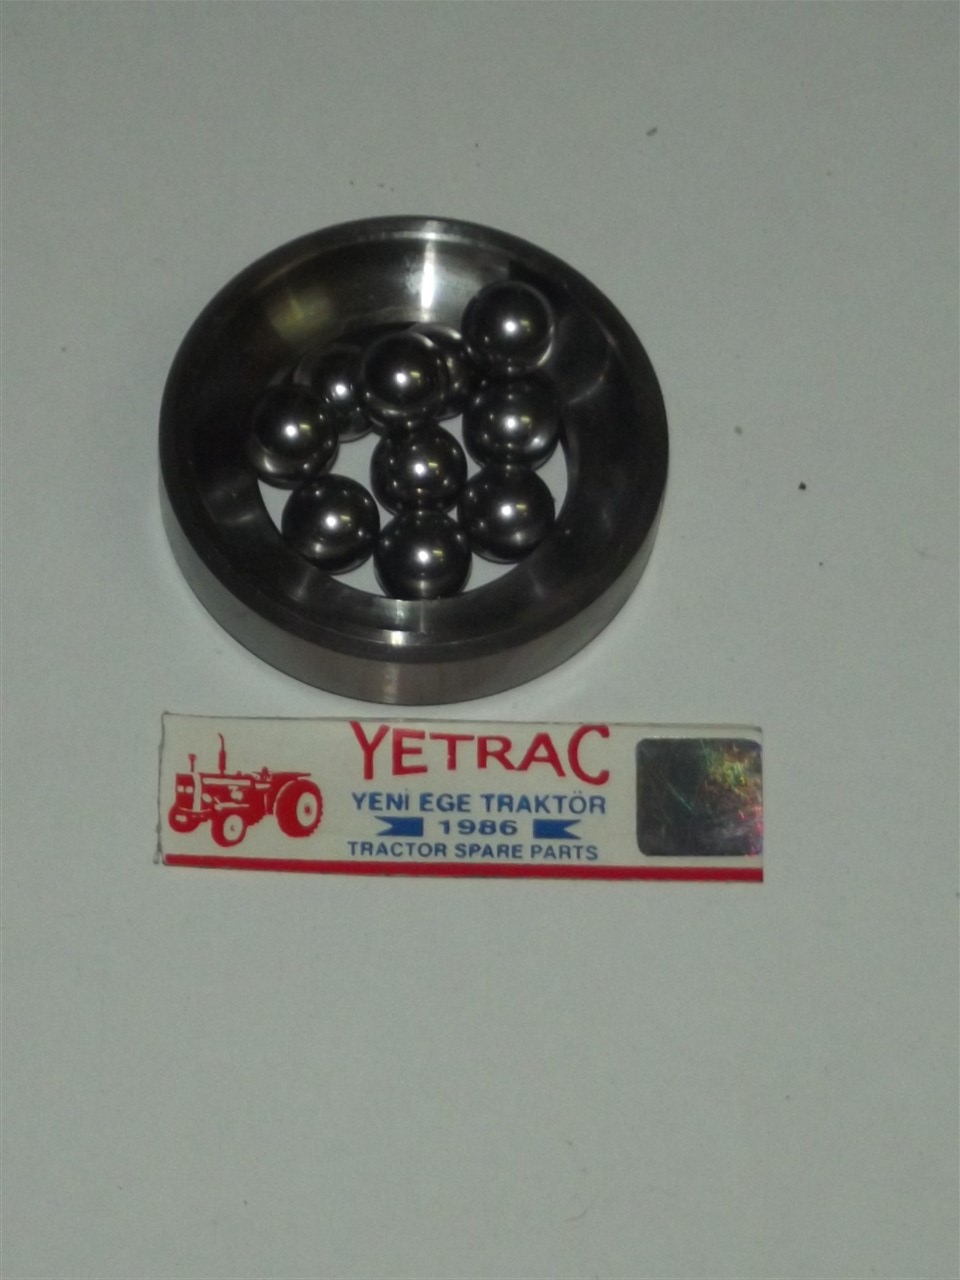 YETRAC
YENİ EGE TRAKTÖR
1986
TRACTOR SPARE PARTS